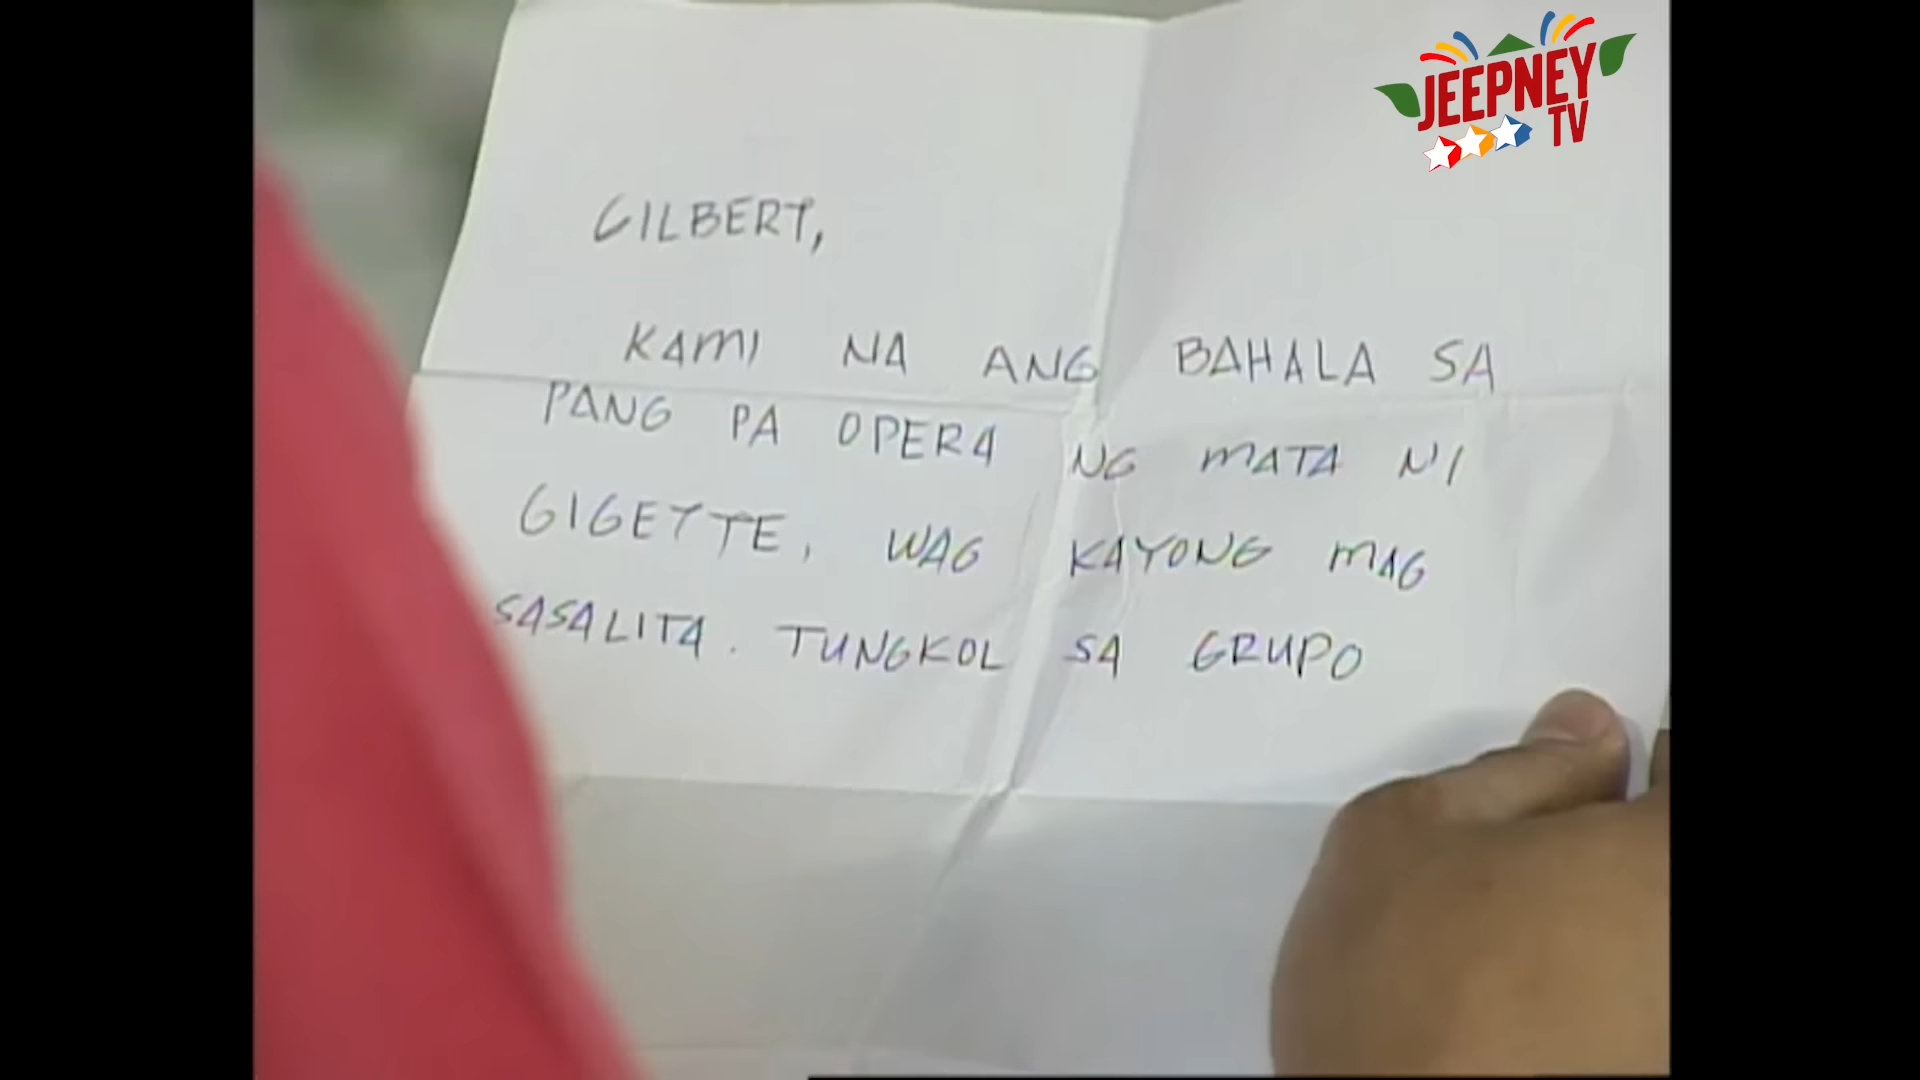 JEEPNEY
TV
GILBERT,
KAMI NA ANG BAHALA SA
PANG PA OPERA NG MATA NI
GIGETTE, WAG KAYONG MAG
SASALITA. TUNGKOL SA GRUPO